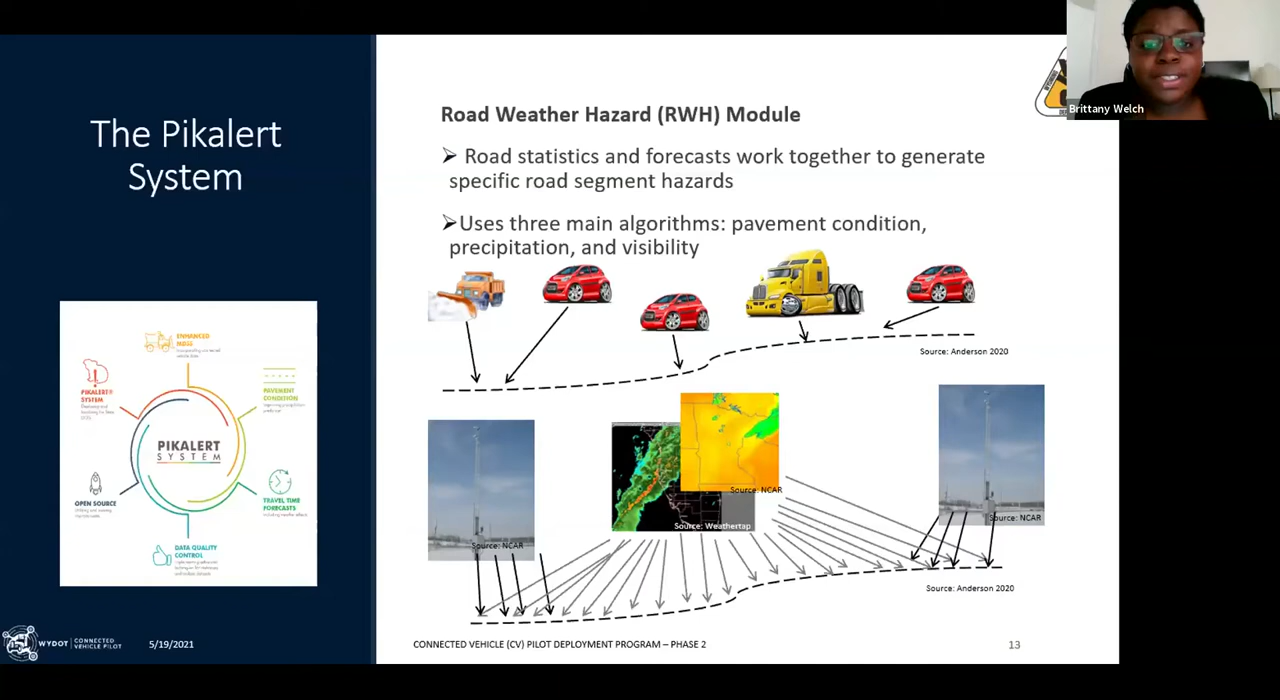 The Pikalert
System
ENHANCED
PIKALERT®
SYSTEM
PAVEMENT
CONDITION
PIKALERT
SYSTEM
OPEN SOURCE
TRAVEL TIME
FORECASTS
DATA QUALITY
CONTROL
WYDOT | CONNECTED
VEHICLE PILOT
5/19/2021
Brittany Welch
Road Weather Hazard (RWH) Module
➢ Road statistics and forecasts work together to generate
specific road segment hazards
➢Uses three main algorithms: pavement condition,
precipitation, and visibility
Source: Anderson 2020
Source: NCAR
Source: Weathertap
Source: NCAR
Source: NCAR
Source: Anderson 2020
CONNECTED VEHICLE (CV) PILOT DEPLOYMENT PROGRAM – PHASE 2
13